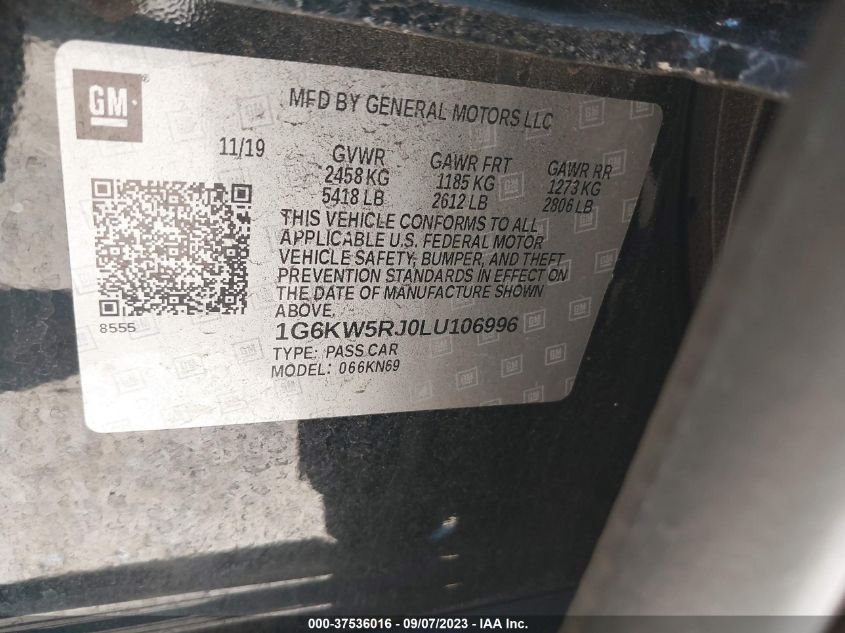 GM
®
MFD BY GENERAL MOTORS LLC
11/19 GVWR GAWR FRT GAWR RR
2458 KG 1185 KG 1273 KG
5418 LB 2612 LB 2806 LB
THIS VEHICLE CONFORMS TO ALL
APPLICABLE U.S. FEDERAL MOTOR
VEHICLE SAFETY, BUMPER, AND THEFT
PREVENTION STANDARDS IN EFFECT ON
THE DATE OF MANUFACTURE SHOWN
ABOVE.
8555
1G6KW5RJ0LU106996
TYPE: PASS CAR
MODEL: 066KN69
000-37536016 - 09/07/2023 - IAA Inc.